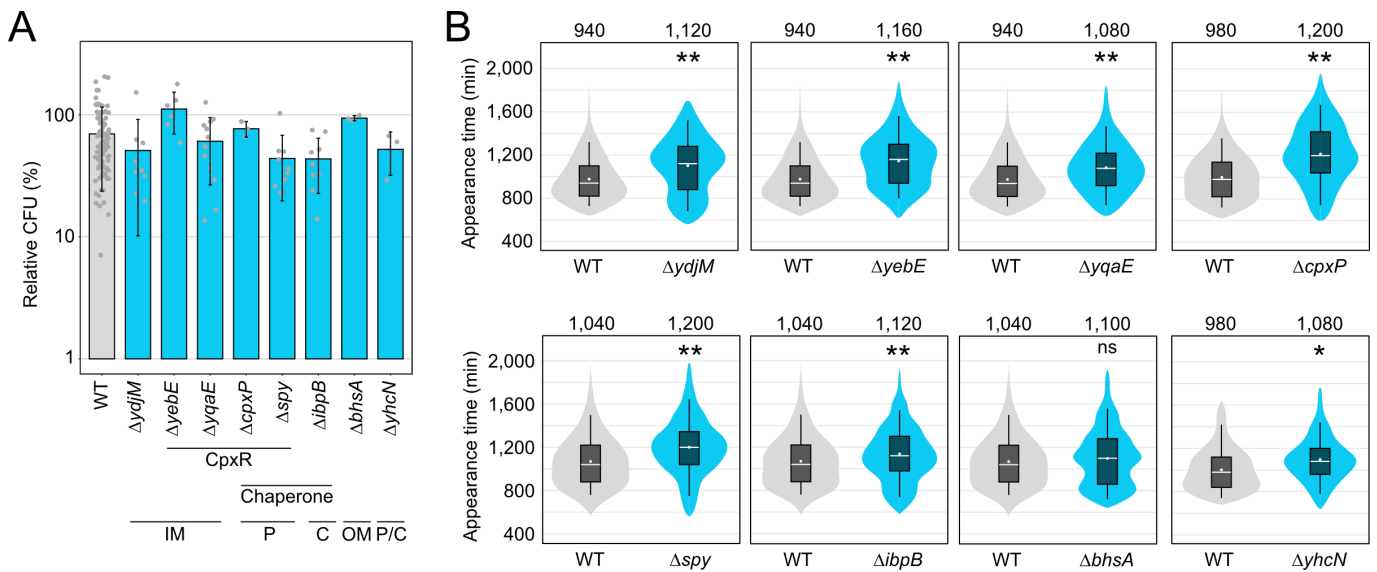 A
Relative CFU (%)
100
10
1
WT
ΔydjM
ΔyebE
ΔyqaE
ΔcpxP
Δspy
ΔibpB
ΔbhsA
ΔyhcN
CpxR
Chaperone
IM P C OM P/C
B
940 1,120 940 1,160 940 1,080 980 1,200
** ** ** **
Appearance time (min)
2,000
1,600
1,200
800
400
WT ΔydjM WT ΔyebE WT ΔyqaE WT ΔcpxP
1,040 1,200 1,040 1,120 1,040 1,100 980 1,080
** ** ns *
Appearance time (min)
2,000
1,600
1,200
800
400
WT Δspy WT ΔibpB WT ΔbhsA WT ΔyhcN